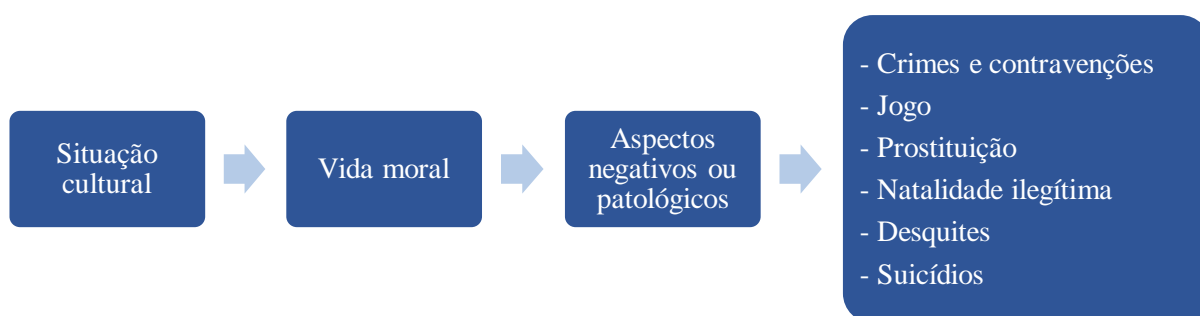 Situação
cultural
Vida moral
Aspectos
negativos ou
patológicos
- Crimes e contravenções
- Jogo
- Prostituição
- Natalidade ilegítima
- Desquites
- Suicídios